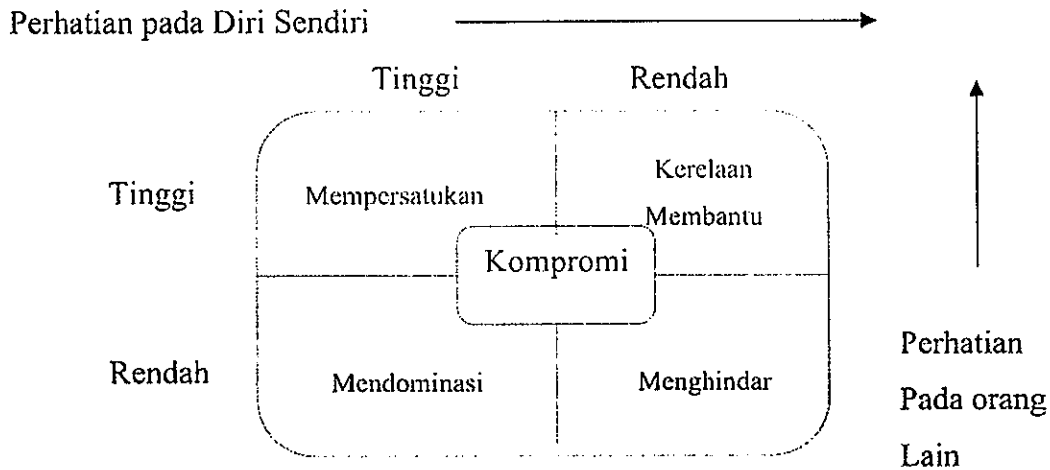 Perhatian pada Diri Sendiri
Tinggi
Rendah
Tinggi
Mempersatukan
Kerelaan
Membantu
Kompromi
Rendah
Mendominasi
Menghindar
Perhatian
Pada orang
Lain